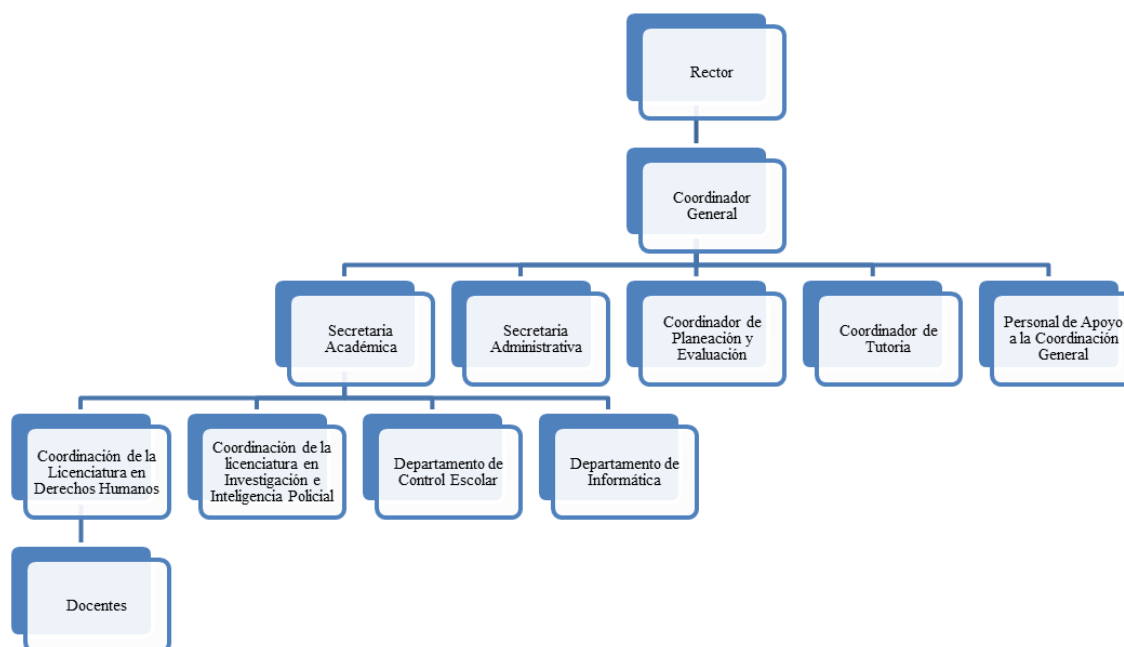 Rector
Coordinador
General
Secretaria
Académica
Secretaria
Administrativa
Coordinador de
Planeación y
Evaluación
Coordinador de
Tutoria
Personal de Apoyo
a la Coordinación
General
Coordinación de la
Licenciatura en
Derechos Humanos
Coordinación de la
licenciatura en
Investigación e
Inteligencia Policial
Departamento de
Control Escolar
Departamento de
Informática
Docentes